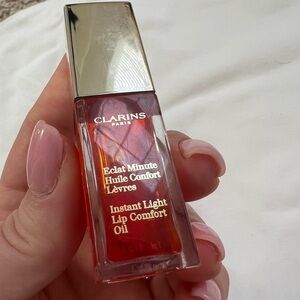 CLARINS
PARIS
Eclat Minute
Huile Confort
Lèvres
Instant Light
Lip Comfort
Oil